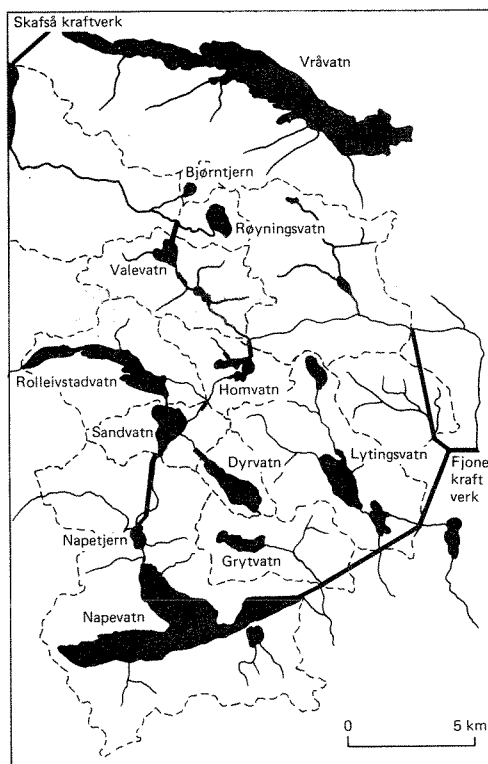 Skafså kraftverk
Vråvatn
Bjørntjern
Røyningsvatn
Valevatn
Rolleivstadvatn
Homvatn
Sandvatn
Dyrvatn
Lytingsvatn
Fjone
kraft
verk
Napetjern
Grytvatn
Napevatn
0 5 km